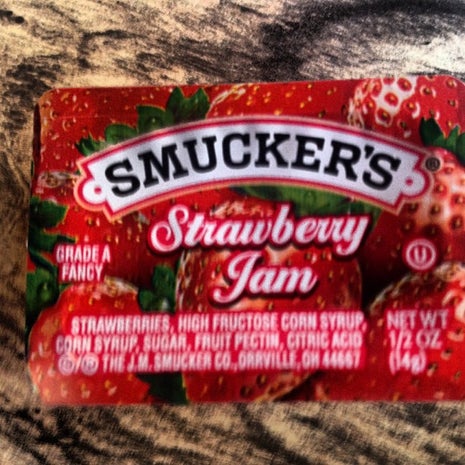 SMUCKER'S®
Strawberry
Jam
GRADE A
FANCY
STRAWBERRIES, HIGH FRUCTOSE CORN SYRUP,
CORN SYRUP, SUGAR, FRUIT PECTIN, CITRIC ACID
©/® THE J.M. SMUCKER CO., ORRVILLE, OH 44667
U
NET WT
1/2 OZ
(14g)